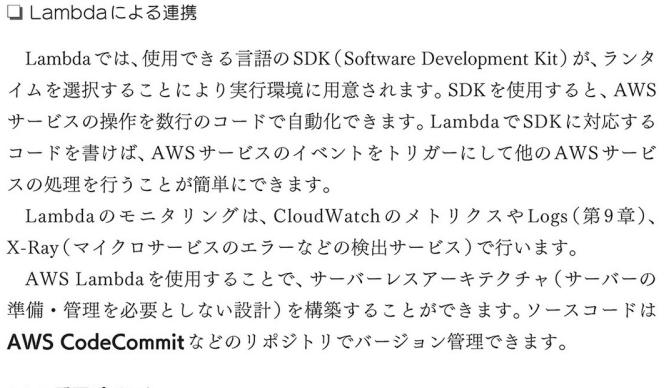 ❏ Lambdaによる連携
Lambdaでは、使用できる言語のSDK（Software Development Kit）が、ランタ
イムを選択することにより実行環境に用意されます。SDKを使用すると、AWS
サービスの操作を数行のコードで自動化できます。LambdaでSDKに対応する
コードを書けば、AWSサービスのイベントをトリガーにして他のAWSサービ
スの処理を行うことが簡単にできます。
Lambdaのモニタリングは、CloudWatchのメトリクスやLogs（第9章）、
X-Ray（マイクロサービスのエラーなどの検出サービス）で行います。
AWS Lambdaを使用することで、サーバーレスアーキテクチャ（サーバーの
準備・管理を必要としない設計）を構築することができます。ソースコードは
AWS CodeCommitなどのリポジトリでバージョン管理できます。